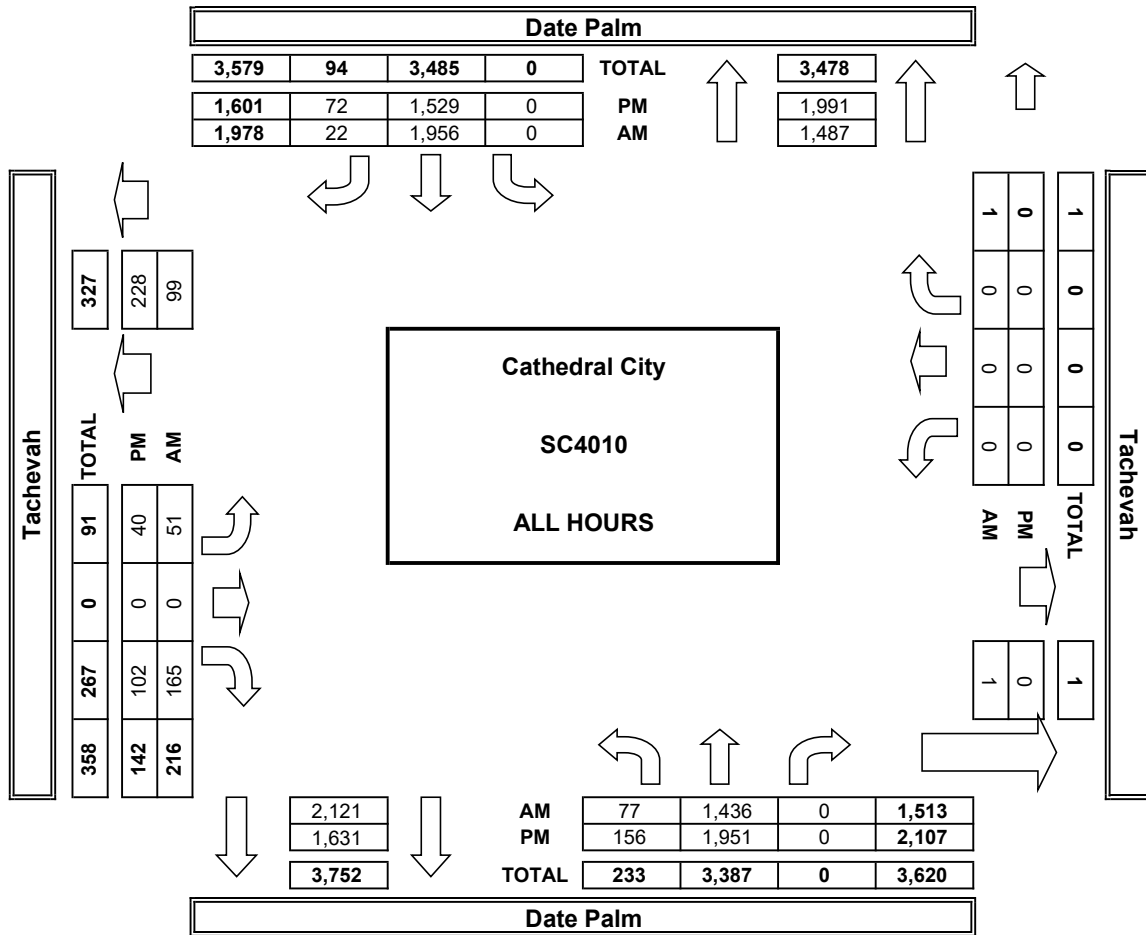 Date Palm
3,579 94 3,485 0 TOTAL 3,478
1,601 72 1,529 0 PM 1,991
1,978 22 1,956 0 AM 1,487
Tachevah
327 228 99
TOTAL PM AM
91 40 51
0 0 0
267 102 165
358 142 216
Cathedral City
SC4010
ALL HOURS
1 0 1
0 0 0
0 0 0
0 0 0
AM PM TOTAL
1 0 1
Tachevah
2,121 AM 77 1,436 0 1,513
1,631 PM 156 1,951 0 2,107
3,752 TOTAL 233 3,387 0 3,620
Date Palm